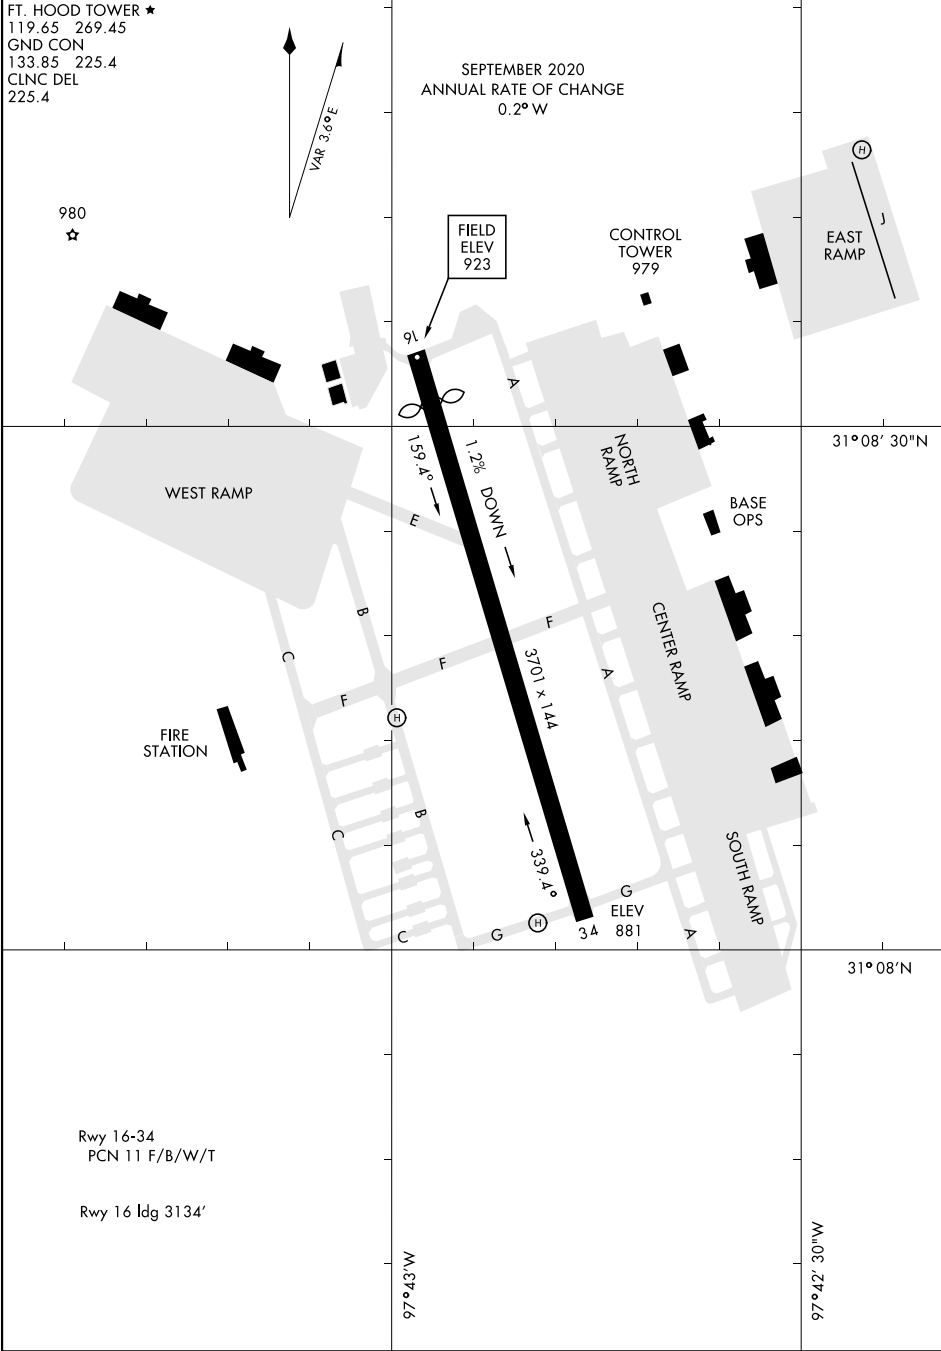 FT. HOOD TOWER ★
119.65 269.45
GND CON
133.85 225.4
CLNC DEL
225.4
VAR 3.6° E
SEPTEMBER 2020
ANNUAL RATE OF CHANGE
0.2° W
980
FIELD
ELEV
923
CONTROL
TOWER
979
H
J
EAST
RAMP
16
A
159.4°
1.2% DOWN
NORTH
RAMP
31° 08' 30"N
WEST RAMP
E
BASE
OPS
B
F
CENTER RAMP
C
F
A
3701 x 144
F
H
FIRE
STATION
B
C
SOUTH RAMP
339.4°
G
ELEV
881
H
34
C
G
A
31° 08'N
Rwy 16-34
PCN 11 F/B/W/T
Rwy 16 ldg 3134'
97° 43'W
97° 42' 30"W